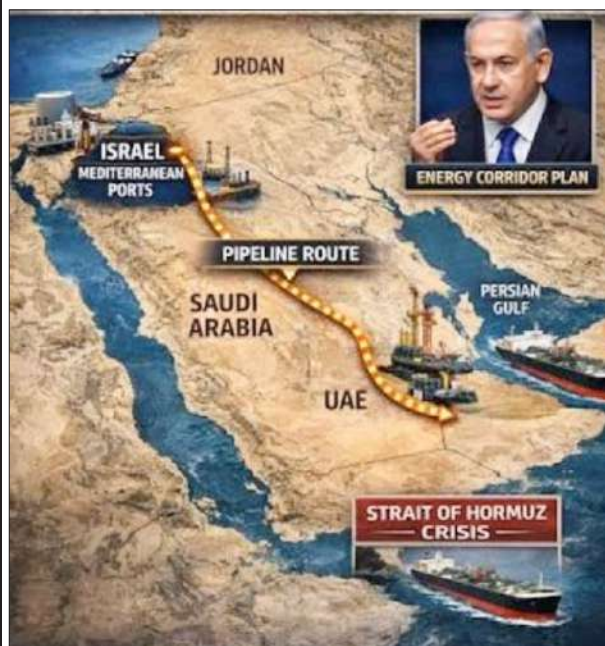 JORDAN
ENERGY CORRIDOR PLAN
ISRAEL
MEDITERRANEAN
PORTS
PIPELINE ROUTE
SAUDI
ARABIA
PERSIAN
GULF
UAE
STRAIT OF HORMUZ
CRISIS